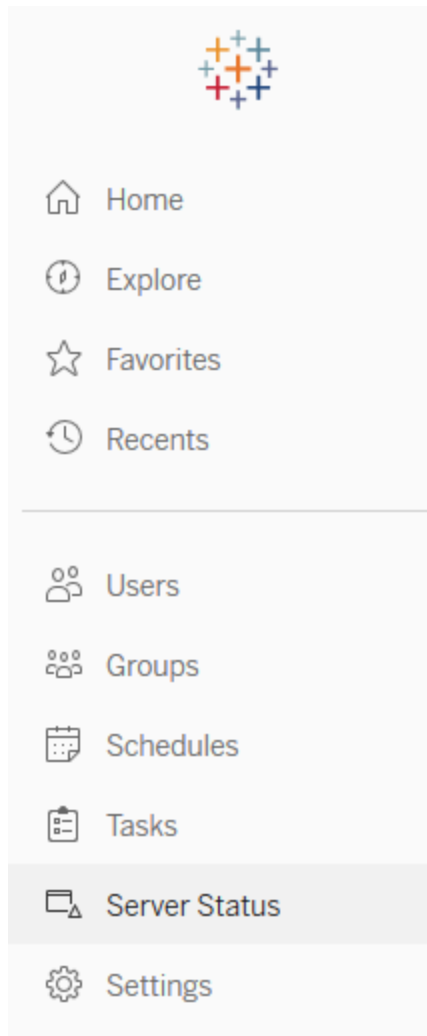 Home
Explore
Favorites
Recents
Users
Groups
Schedules
Tasks
Server Status
Settings